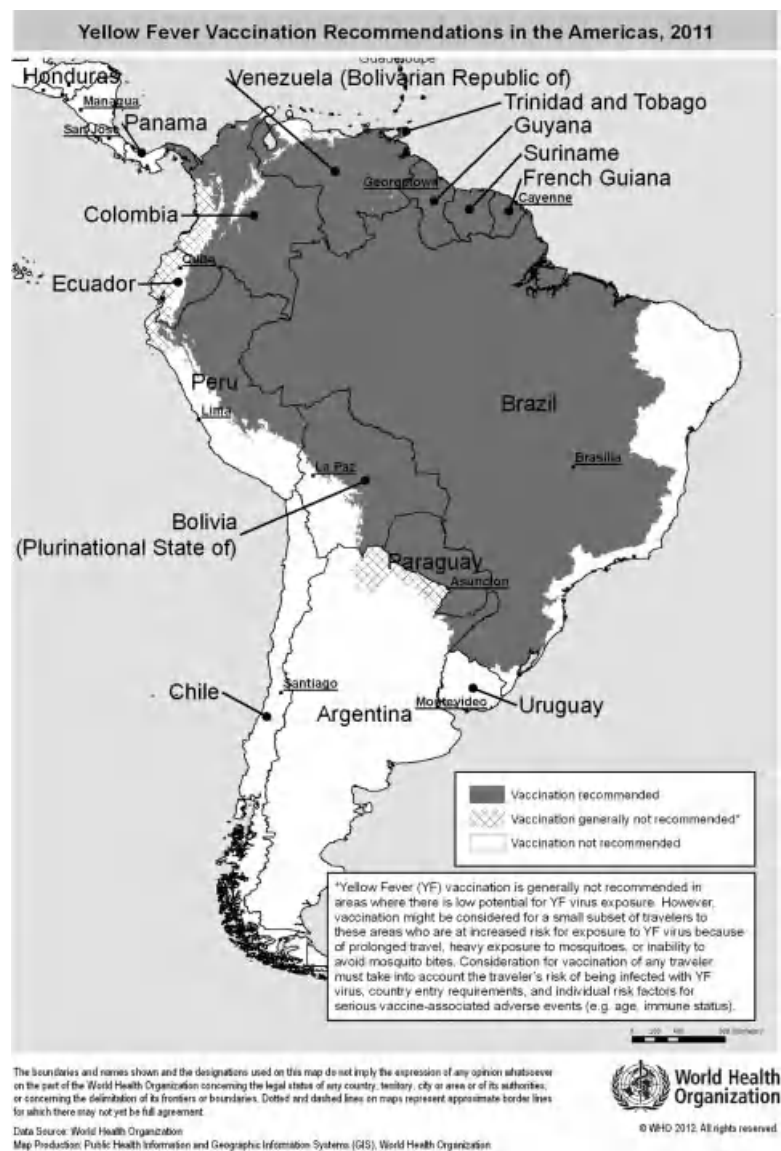 Yellow Fever Vaccination Recommendations in the Americas, 2011
Honduras
Venezuela (Bolivarian Republic of)
Managua
Trinidad and Tobago
San José
Panama
Guyana
Suriname
Georgetown
French Guiana
Cayenne
Colombia
Quito
Ecuador
Peru
Brazil
Lima
Brasilia
La Paz
Bolivia
(Plurinational State of)
Paraguay
Asuncion
Santiago
Chile
Argentina
Montevideo
Uruguay
Vaccination recommended
Vaccination generally not recommended*
Vaccination not recommended
*Yellow Fever (YF) vaccination is generally not recommended in
areas where there is low potential for YF virus exposure. However,
vaccination might be considered for a small subset of travelers to
these areas who are at increased risk for exposure to YF virus because
of prolonged travel, heavy exposure to mosquitoes, or inability to
avoid mosquito bites. Consideration for vaccination of any traveler
must take into account the traveler's risk of being infected with YF
virus, country entry requirements, and individual risk factors for
serious vaccine-associated adverse events (e.g. age, immune status).
The boundaries and names shown and the designations used on this map do not imply the expression of any opinion whatsoever
on the part of the World Health Organization concerning the legal status of any country, territory, city or area or of its authorities,
or concerning the delimitation of its frontiers or boundaries. Dotted and dashed lines on maps represent approximate border lines
for which there may not yet be full agreement.
Data Source: World Health Organization
Map Production: Public Health Information and Geographic Information Systems (GIS), World Health Organization
World Health
Organization
© WHO 2012. All rights reserved.